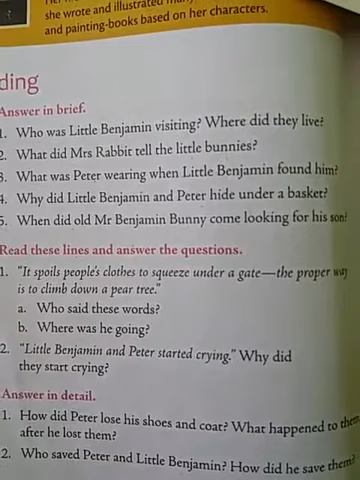 she wrote and illustrated many
and painting-books based on her characters.
ding
Answer in brief.
1. Who was Little Benjamin visiting? Where did they live?
2. What did Mrs Rabbit tell the little bunnies?
3. What was Peter wearing when Little Benjamin found him?
4. Why did Little Benjamin and Peter hide under a basket?
5. When did old Mr Benjamin Bunny come looking for his son?
Read these lines and answer the questions.
1. "It spoils people's clothes to squeeze under a gate—the proper way
is to climb down a pear tree."
a. Who said these words?
b. Where was he going?
2. "Little Benjamin and Peter started crying." Why did
they start crying?
Answer in detail.
1. How did Peter lose his shoes and coat? What happened to them
after he lost them?
2. Who saved Peter and Little Benjamin? How did he save them?